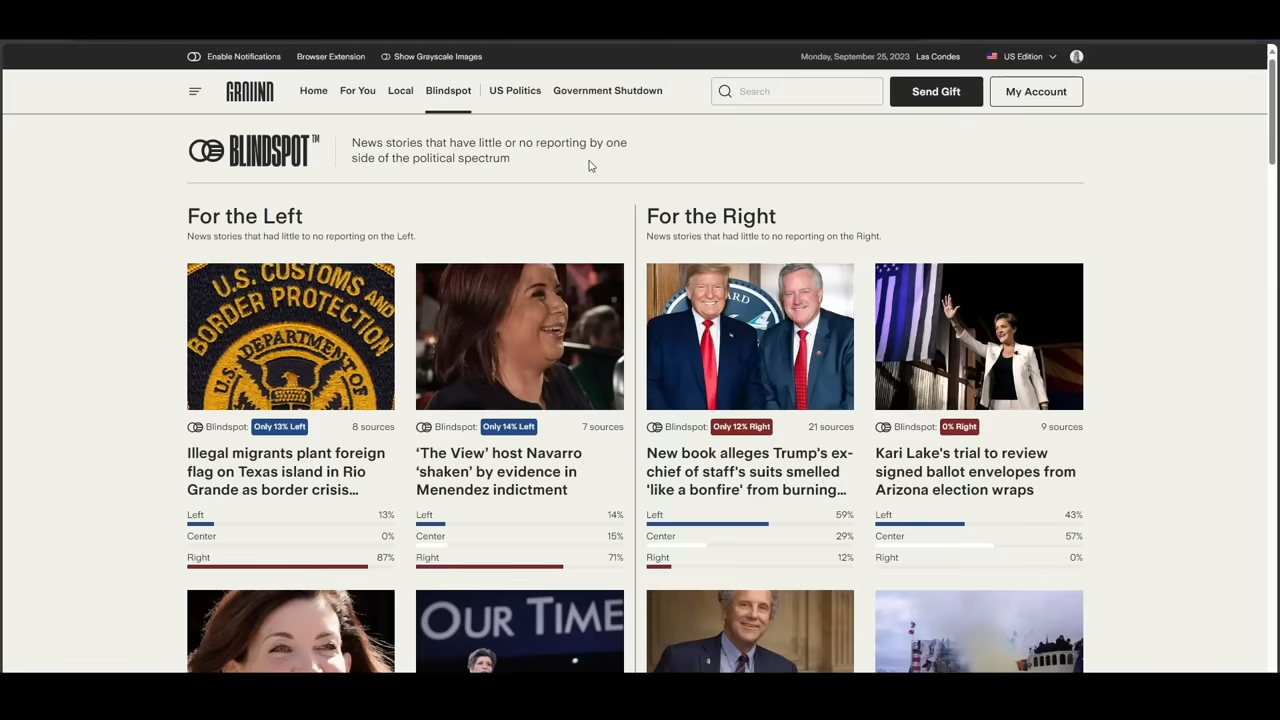 Enable Notifications
Browser Extension
Show Grayscale Images
Monday, September 25, 2023
Las Condes
US Edition
GROUND
Home
For You
Local
Blindspot
US Politics
Government Shutdown
Search
Send Gift
My Account
BLINDSPOT™
News stories that have little or no reporting by one
side of the political spectrum
For the Left
News stories that had little to no reporting on the Left.
U.S. CUSTOMS AND
BORDER PROTECTION
U.S. DEPARTMENT OF
Blindspot: Only 13% Left
8 sources
Illegal migrants plant foreign
flag on Texas island in Rio
Grande as border crisis...
Left 13%
Center 0%
Right 87%
Blindspot: Only 14% Left
7 sources
‘The View’ host Navarro
‘shaken’ by evidence in
Menendez indictment
Left 14%
Center 15%
Right 71%
OUR TIME
For the Right
News stories that had little to no reporting on the Right.
ARD
Blindspot: Only 12% Right
21 sources
New book alleges Trump's ex-
chief of staff's suits smelled
'like a bonfire' from burning...
Left 59%
Center 29%
Right 12%
Blindspot: 0% Right
9 sources
Kari Lake's trial to review
signed ballot envelopes from
Arizona election wraps
Left 43%
Center 57%
Right 0%